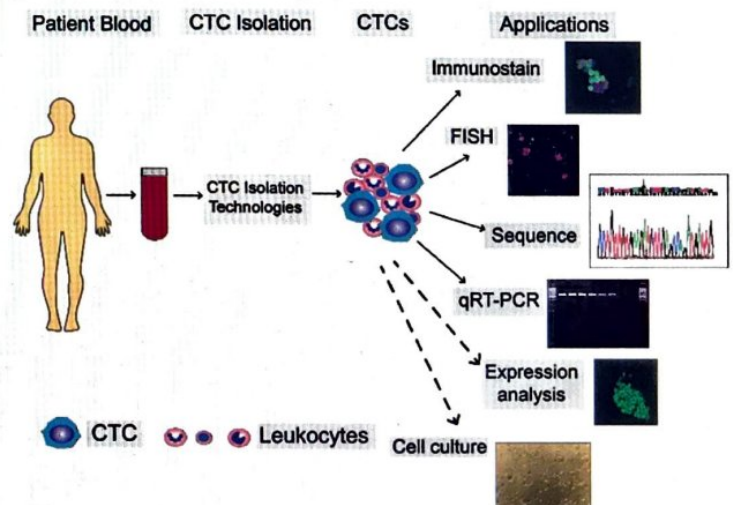 Patient Blood
CTC Isolation
CTCs
Applications
Immunostain
FISH
CTC Isolation
Technologies
Sequence
qRT-PCR
Expression
analysis
CTC
Leukocytes
Cell culture